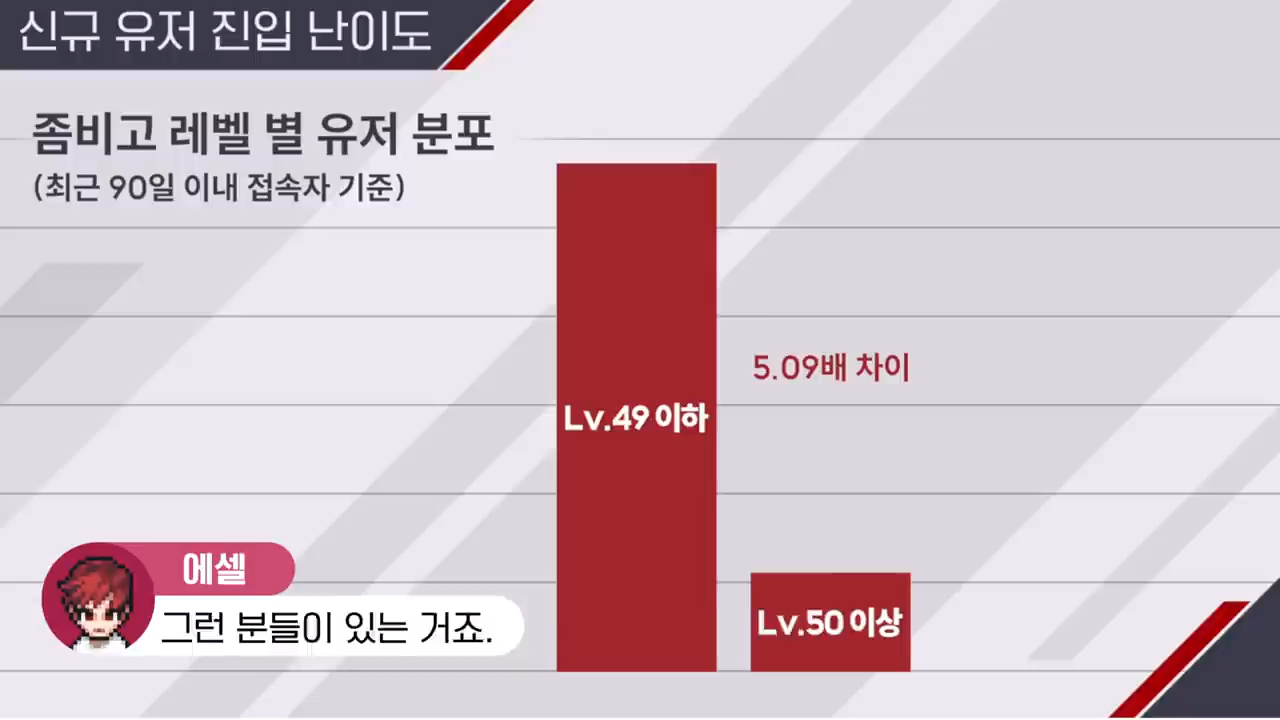 신규 유저 진입 난이도
좀비고 레벨 별 유저 분포
(최근 90일 이내 접속자 기준)
5.09배 차이
Lv.49 이하
Lv.50 이상
에셀
그런 분들이 있는 거죠.